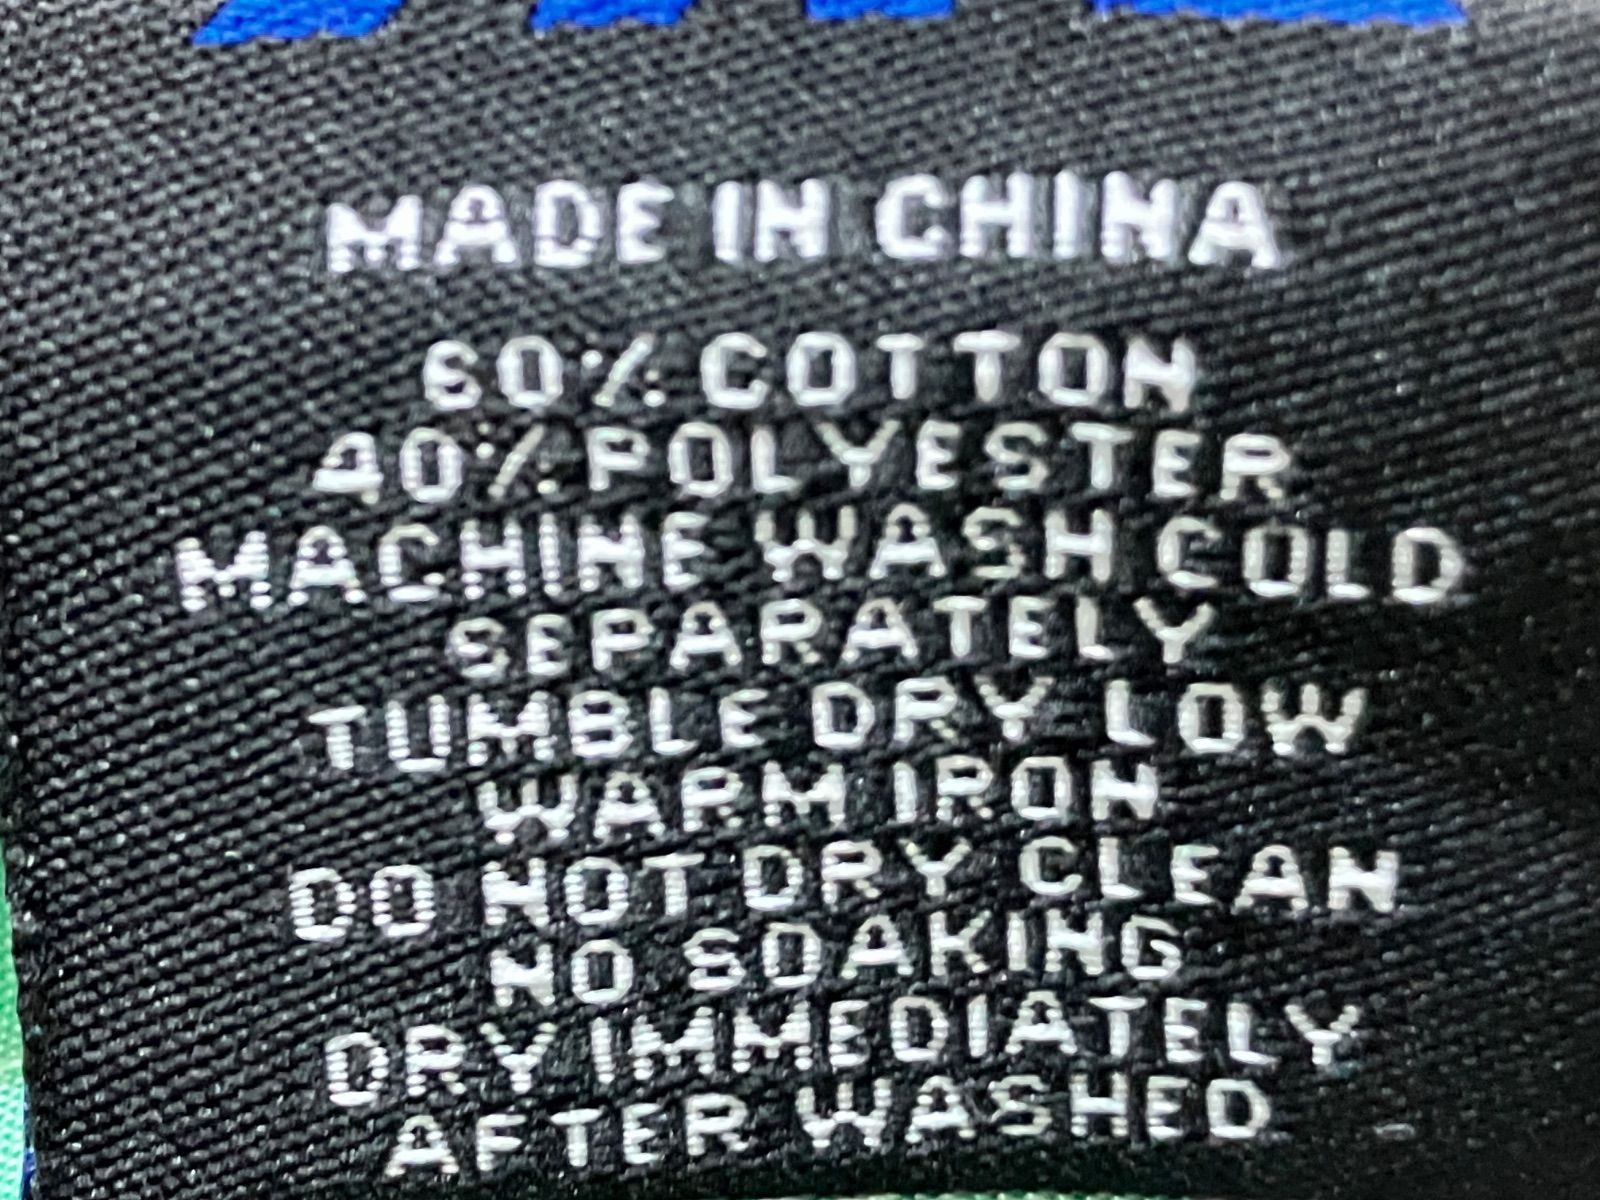 MADE IN CHINA
60% COTTON
40% POLYESTER
MACHINE WASH COLD
SEPARATELY
TUMBLE DRY LOW
WARM IRON
DO NOT DRY CLEAN
NO SOAKING
DRY IMMEDIATELY
AFTER WASHED